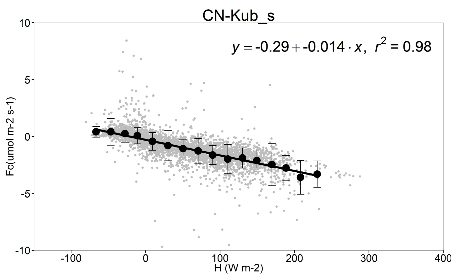 CN-Kub_s
y = -0.29 + -0.014 · x, r² = 0.98
10
5
0
-5
-10
Fc(umol m-2 s-1)
-100 0 100 200 300 400
H (W m-2)